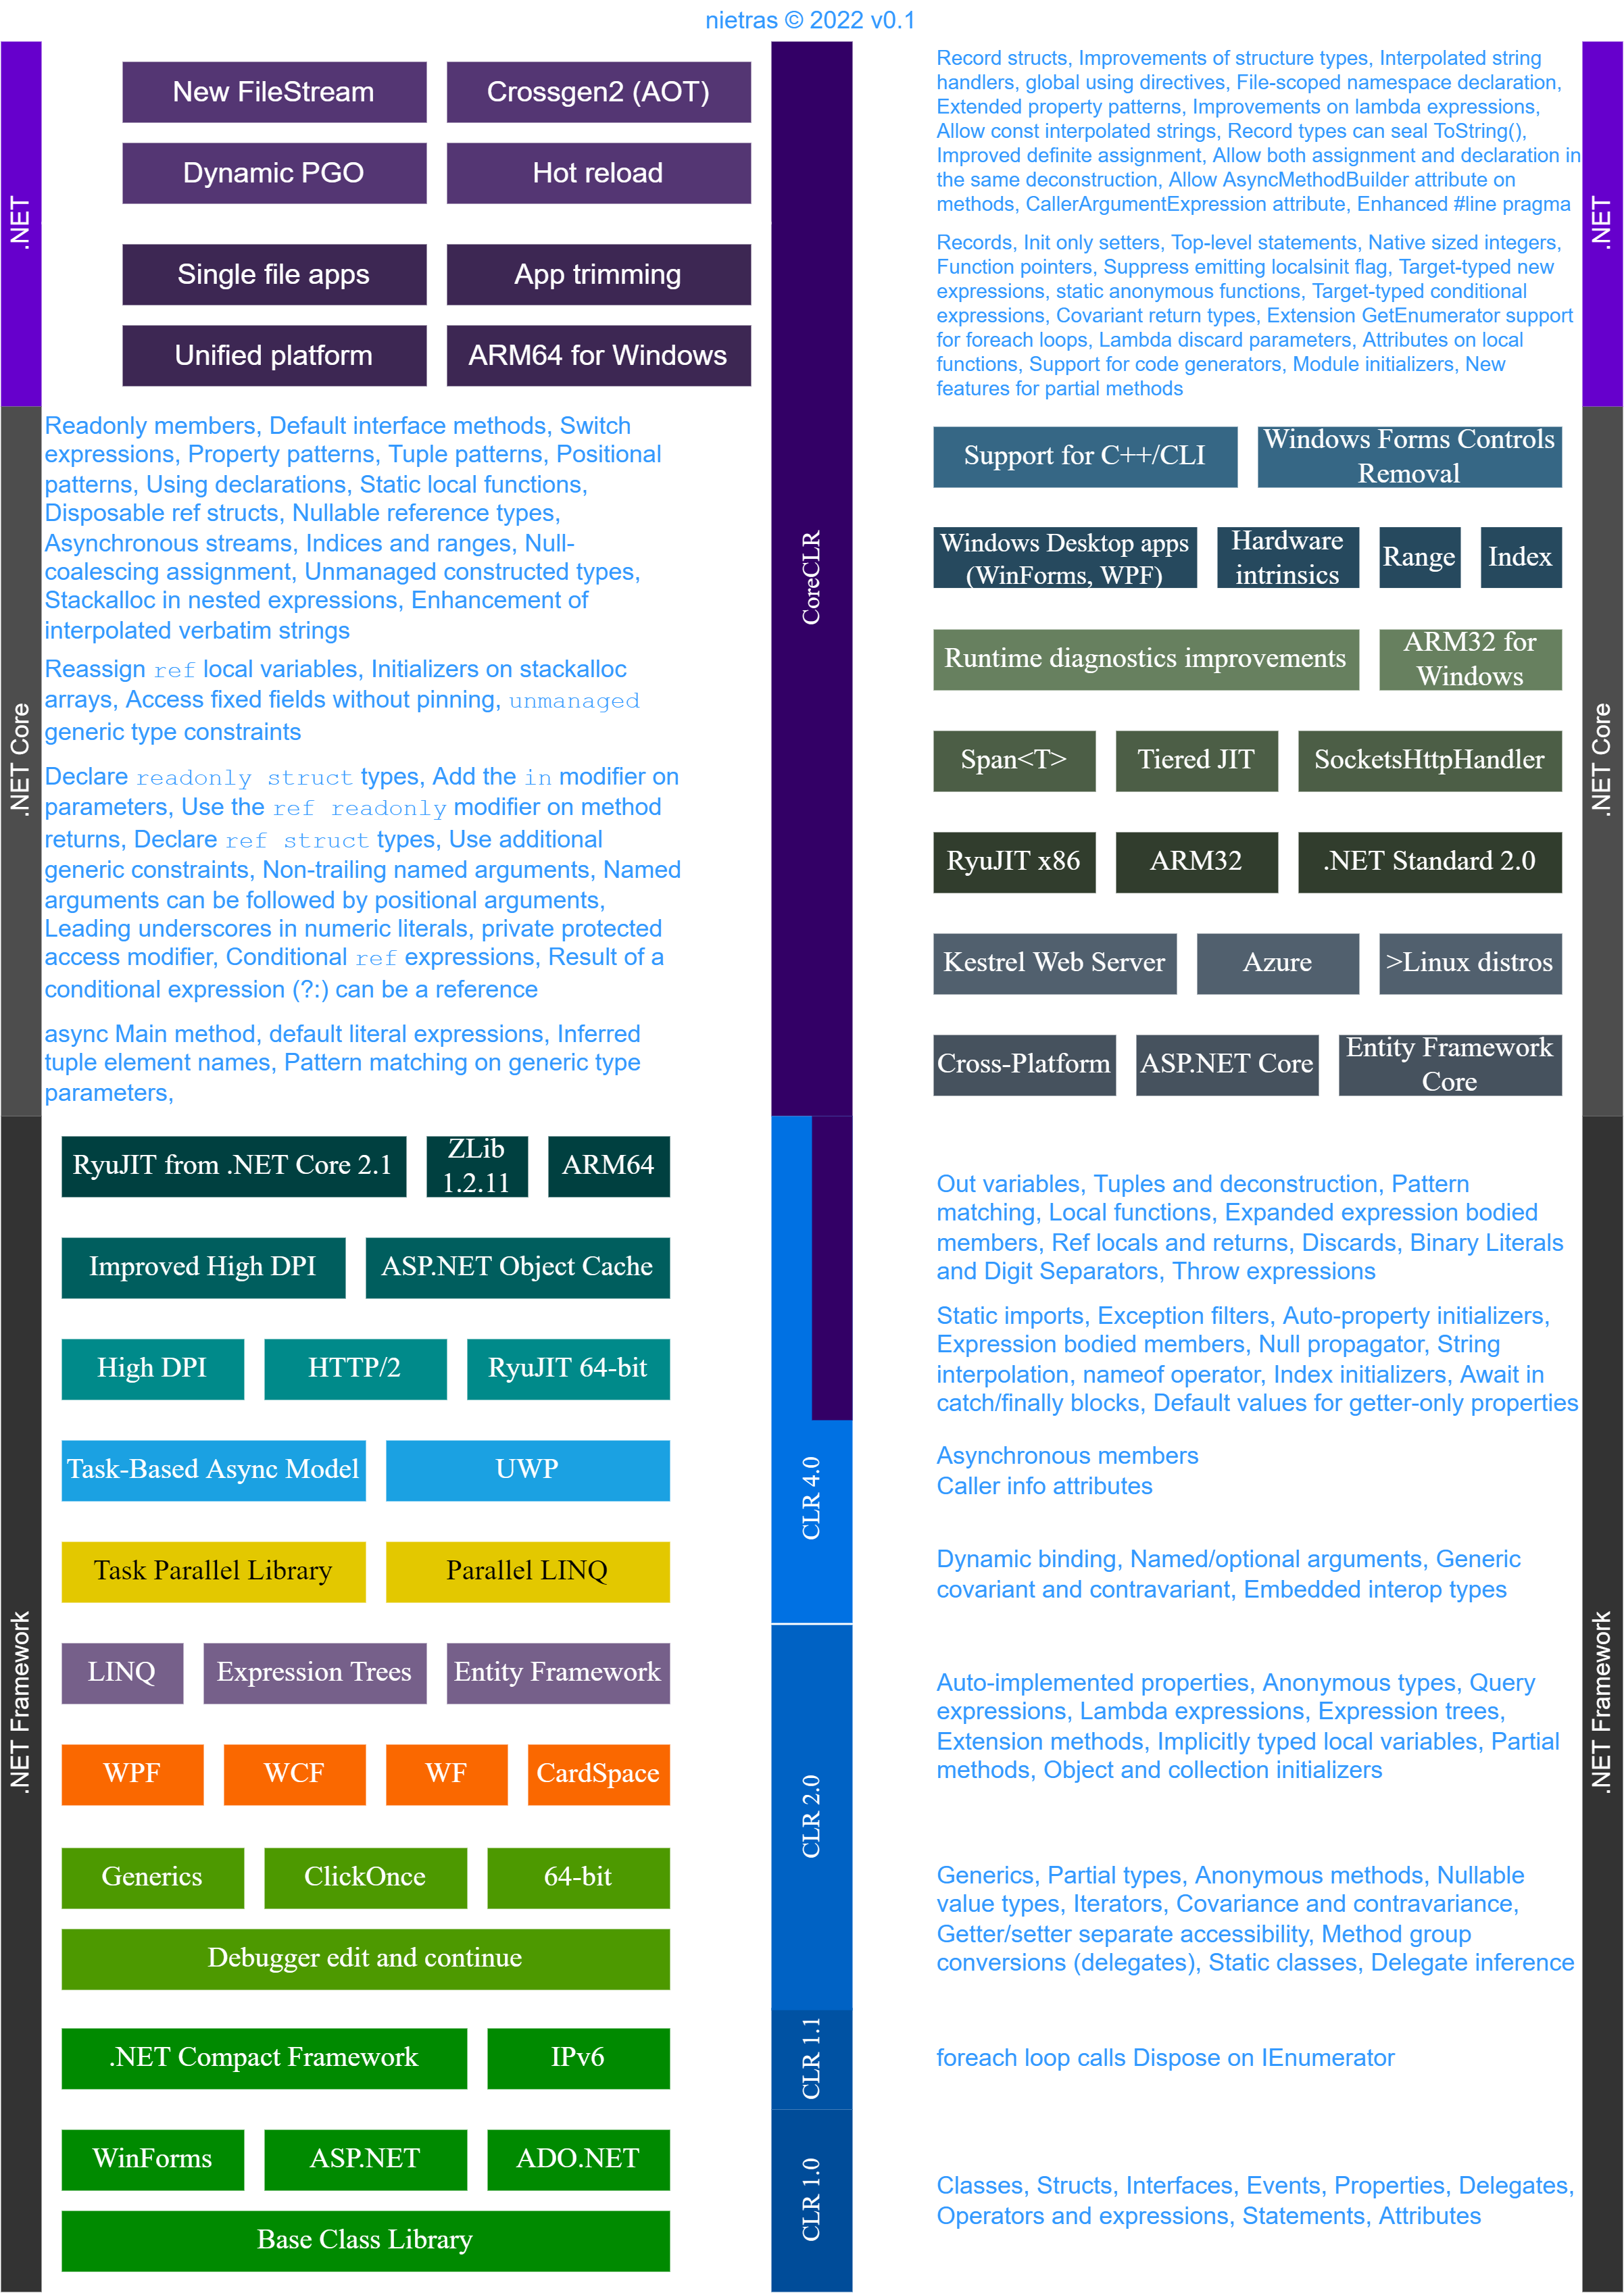 nietras © 2022 v0.1
.NET
New FileStream
Crossgen2 (AOT)
Dynamic PGO
Hot reload
Single file apps
App trimming
Unified platform
ARM64 for Windows
Record structs, Improvements of structure types, Interpolated string
handlers, global using directives, File-scoped namespace declaration,
Extended property patterns, Improvements on lambda expressions,
Allow const interpolated strings, Record types can seal ToString(),
Improved definite assignment, Allow both assignment and declaration in
the same deconstruction, Allow AsyncMethodBuilder attribute on
methods, CallerArgumentExpression attribute, Enhanced #line pragma
Records, Init only setters, Top-level statements, Native sized integers,
Function pointers, Suppress emitting localsinit flag, Target-typed new
expressions, static anonymous functions, Target-typed conditional
expressions, Covariant return types, Extension GetEnumerator support
for foreach loops, Lambda discard parameters, Attributes on local
functions, Support for code generators, Module initializers, New
features for partial methods
.NET
.NET Core
Readonly members, Default interface methods, Switch
expressions, Property patterns, Tuple patterns, Positional
patterns, Using declarations, Static local functions,
Disposable ref structs, Nullable reference types,
Asynchronous streams, Indices and ranges, Null-
coalescing assignment, Unmanaged constructed types,
Stackalloc in nested expressions, Enhancement of
interpolated verbatim strings
Reassign ref local variables, Initializers on stackalloc
arrays, Access fixed fields without pinning, unmanaged
generic type constraints
Declare readonly struct types, Add the in modifier on
parameters, Use the ref readonly modifier on method
returns, Declare ref struct types, Use additional
generic constraints, Non-trailing named arguments, Named
arguments can be followed by positional arguments,
Leading underscores in numeric literals, private protected
access modifier, Conditional ref expressions, Result of a
conditional expression (?:) can be a reference
async Main method, default literal expressions, Inferred
tuple element names, Pattern matching on generic type
parameters,
CoreCLR
Support for C++/CLI
Windows Forms Controls
Removal
Windows Desktop apps
(WinForms, WPF)
Hardware
intrinsics
Range
Index
Runtime diagnostics improvements
ARM32 for
Windows
Span<T>
Tiered JIT
SocketsHttpHandler
RyuJIT x86
ARM32
.NET Standard 2.0
Kestrel Web Server
Azure
>Linux distros
Cross-Platform
ASP.NET Core
Entity Framework
Core
.NET Core
.NET Framework
RyuJIT from .NET Core 2.1
ZLib
1.2.11
ARM64
Improved High DPI
ASP.NET Object Cache
High DPI
HTTP/2
RyuJIT 64-bit
Task-Based Async Model
UWP
Task Parallel Library
Parallel LINQ
LINQ
Expression Trees
Entity Framework
WPF
WCF
WF
CardSpace
Generics
ClickOnce
64-bit
Debugger edit and continue
.NET Compact Framework
IPv6
WinForms
ASP.NET
ADO.NET
Base Class Library
CLR 4.0
CLR 2.0
CLR 1.1
CLR 1.0
Out variables, Tuples and deconstruction, Pattern
matching, Local functions, Expanded expression bodied
members, Ref locals and returns, Discards, Binary Literals
and Digit Separators, Throw expressions
Static imports, Exception filters, Auto-property initializers,
Expression bodied members, Null propagator, String
interpolation, nameof operator, Index initializers, Await in
catch/finally blocks, Default values for getter-only properties
Asynchronous members
Caller info attributes
Dynamic binding, Named/optional arguments, Generic
covariant and contravariant, Embedded interop types
Auto-implemented properties, Anonymous types, Query
expressions, Lambda expressions, Expression trees,
Extension methods, Implicitly typed local variables, Partial
methods, Object and collection initializers
Generics, Partial types, Anonymous methods, Nullable
value types, Iterators, Covariance and contravariance,
Getter/setter separate accessibility, Method group
conversions (delegates), Static classes, Delegate inference
foreach loop calls Dispose on IEnumerator
Classes, Structs, Interfaces, Events, Properties, Delegates,
Operators and expressions, Statements, Attributes
.NET Framework